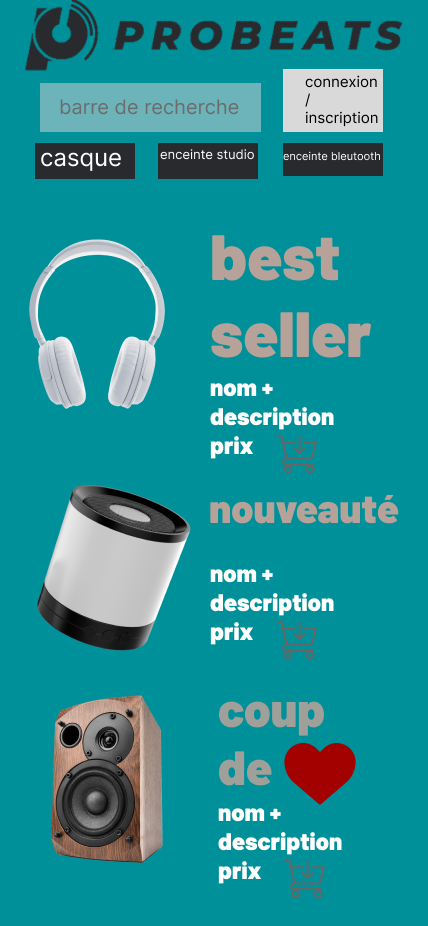 PROBEATS
barre de recherche
connexion
/
inscription
casque
enceinte studio
enceinte bleutooth
best
seller
nom +
description
prix
nouveauté
nom +
description
prix
coup
de
nom +
description
prix